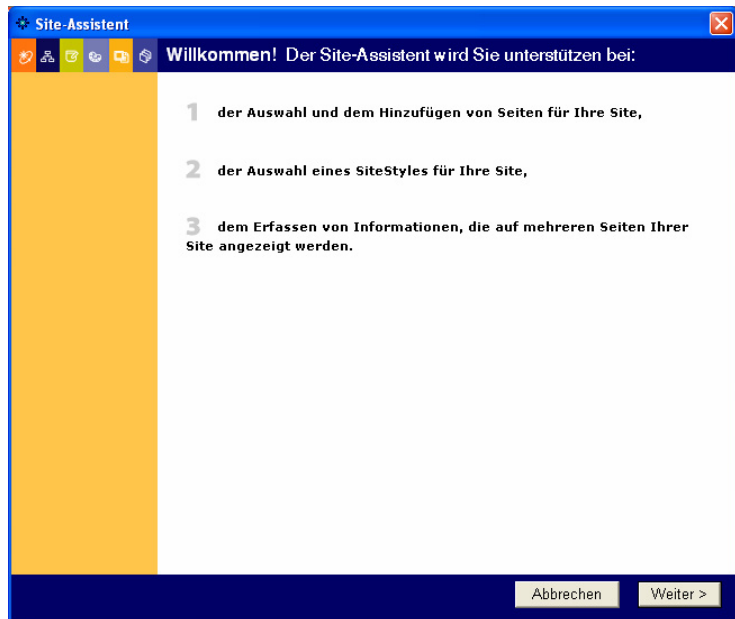 Site-Assistent
Willkommen! Der Site-Assistent wird Sie unterstützen bei:
1 der Auswahl und dem Hinzufügen von Seiten für Ihre Site,
2 der Auswahl eines SiteStyles für Ihre Site,
3 dem Erfassen von Informationen, die auf mehreren Seiten Ihrer
Site angezeigt werden.
Abbrechen Weiter >